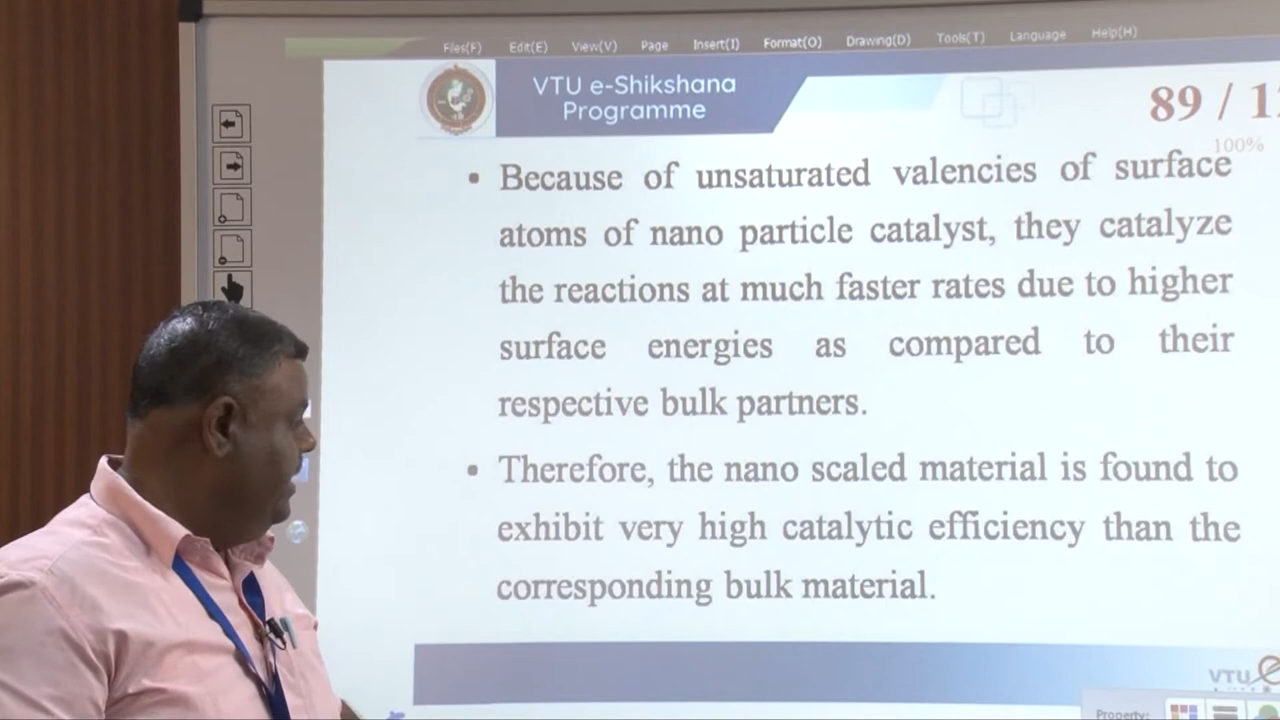 Files(F) Edit(E) View(V) Page Insert(I) Format(O) Drawing(D) Tools(T) Language Help(H)
VTU e-Shikshana
Programme
89 / 1
100%
• Because of unsaturated valencies of surface
atoms of nano particle catalyst, they catalyze
the reactions at much faster rates due to higher
surface energies as compared to their
respective bulk partners.
• Therefore, the nano scaled material is found to
exhibit very high catalytic efficiency than the
corresponding bulk material.
VTU
Property: